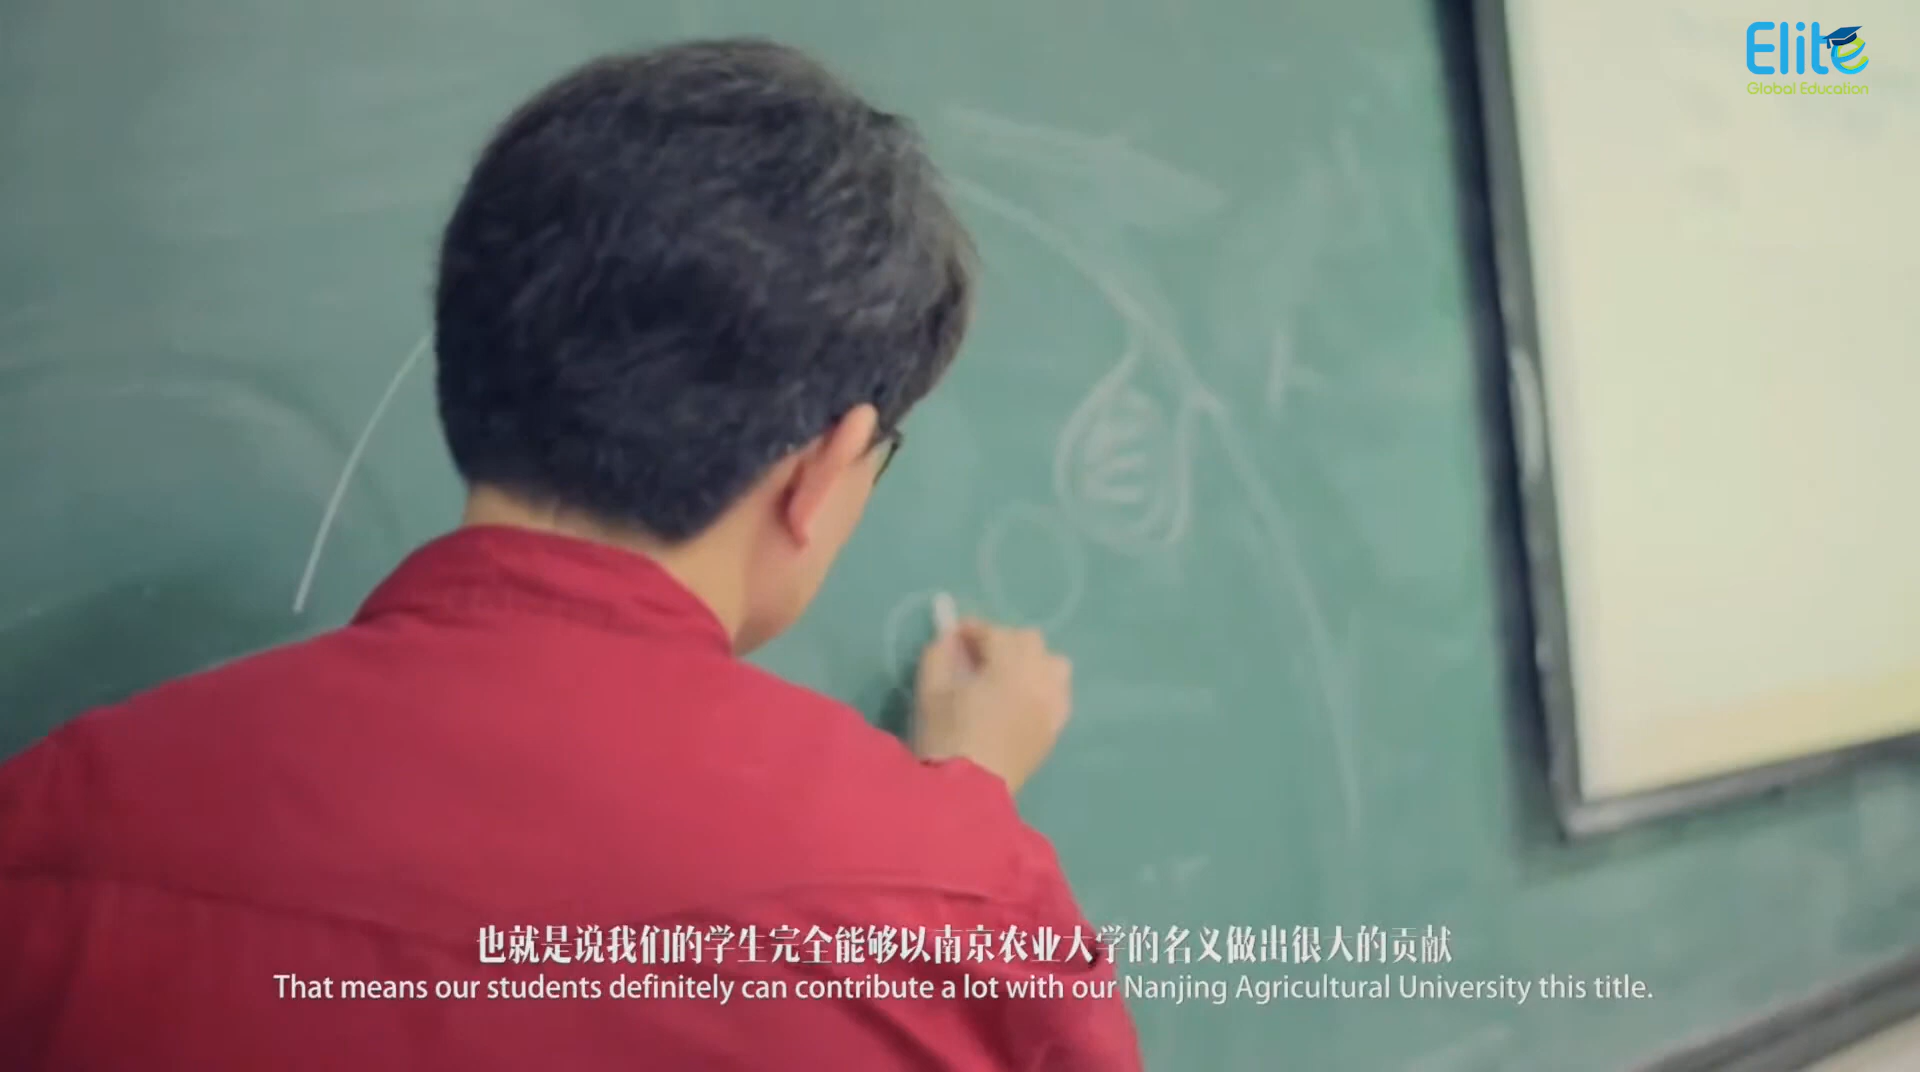 Elite
Global Education
也就是说我们的学生完全能够以南京农业大学的名义做出很大的贡献
That means our students definitely can contribute a lot with our Nanjing Agricultural University this title.